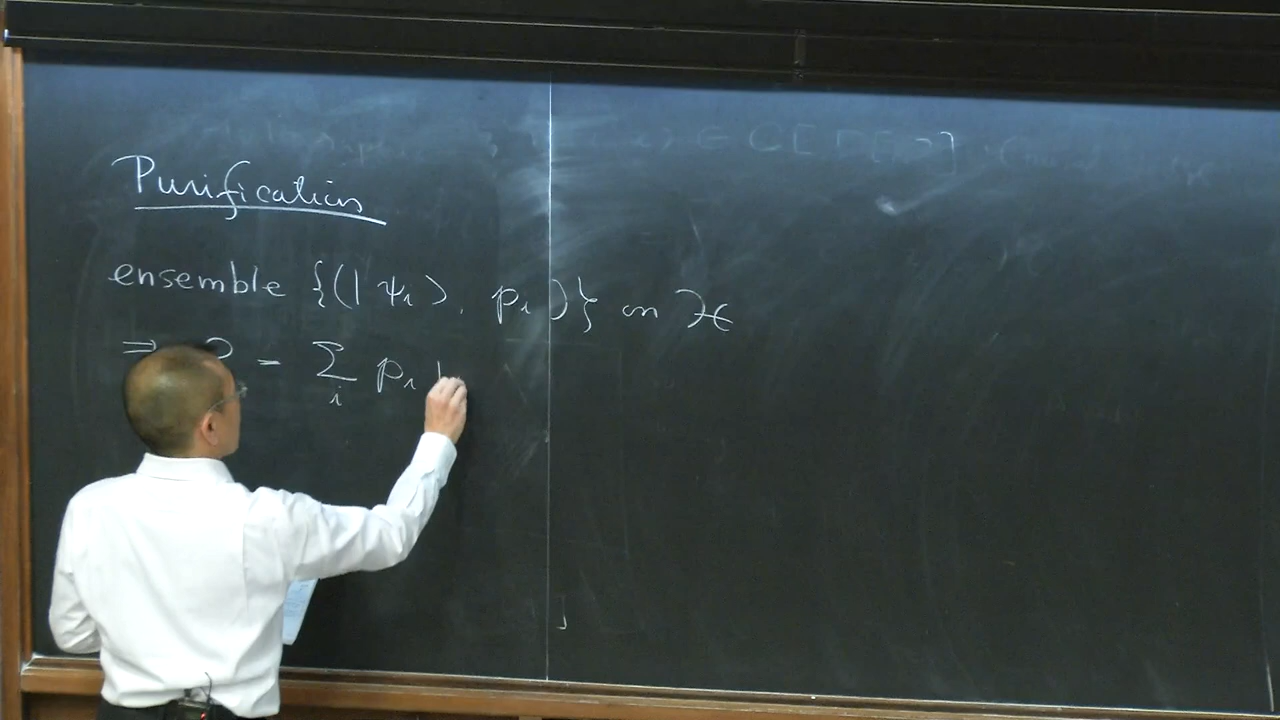 Purification
ensemble {(|ψi⟩, pi)} on ℋ
⇒ ρ = Σi pi |